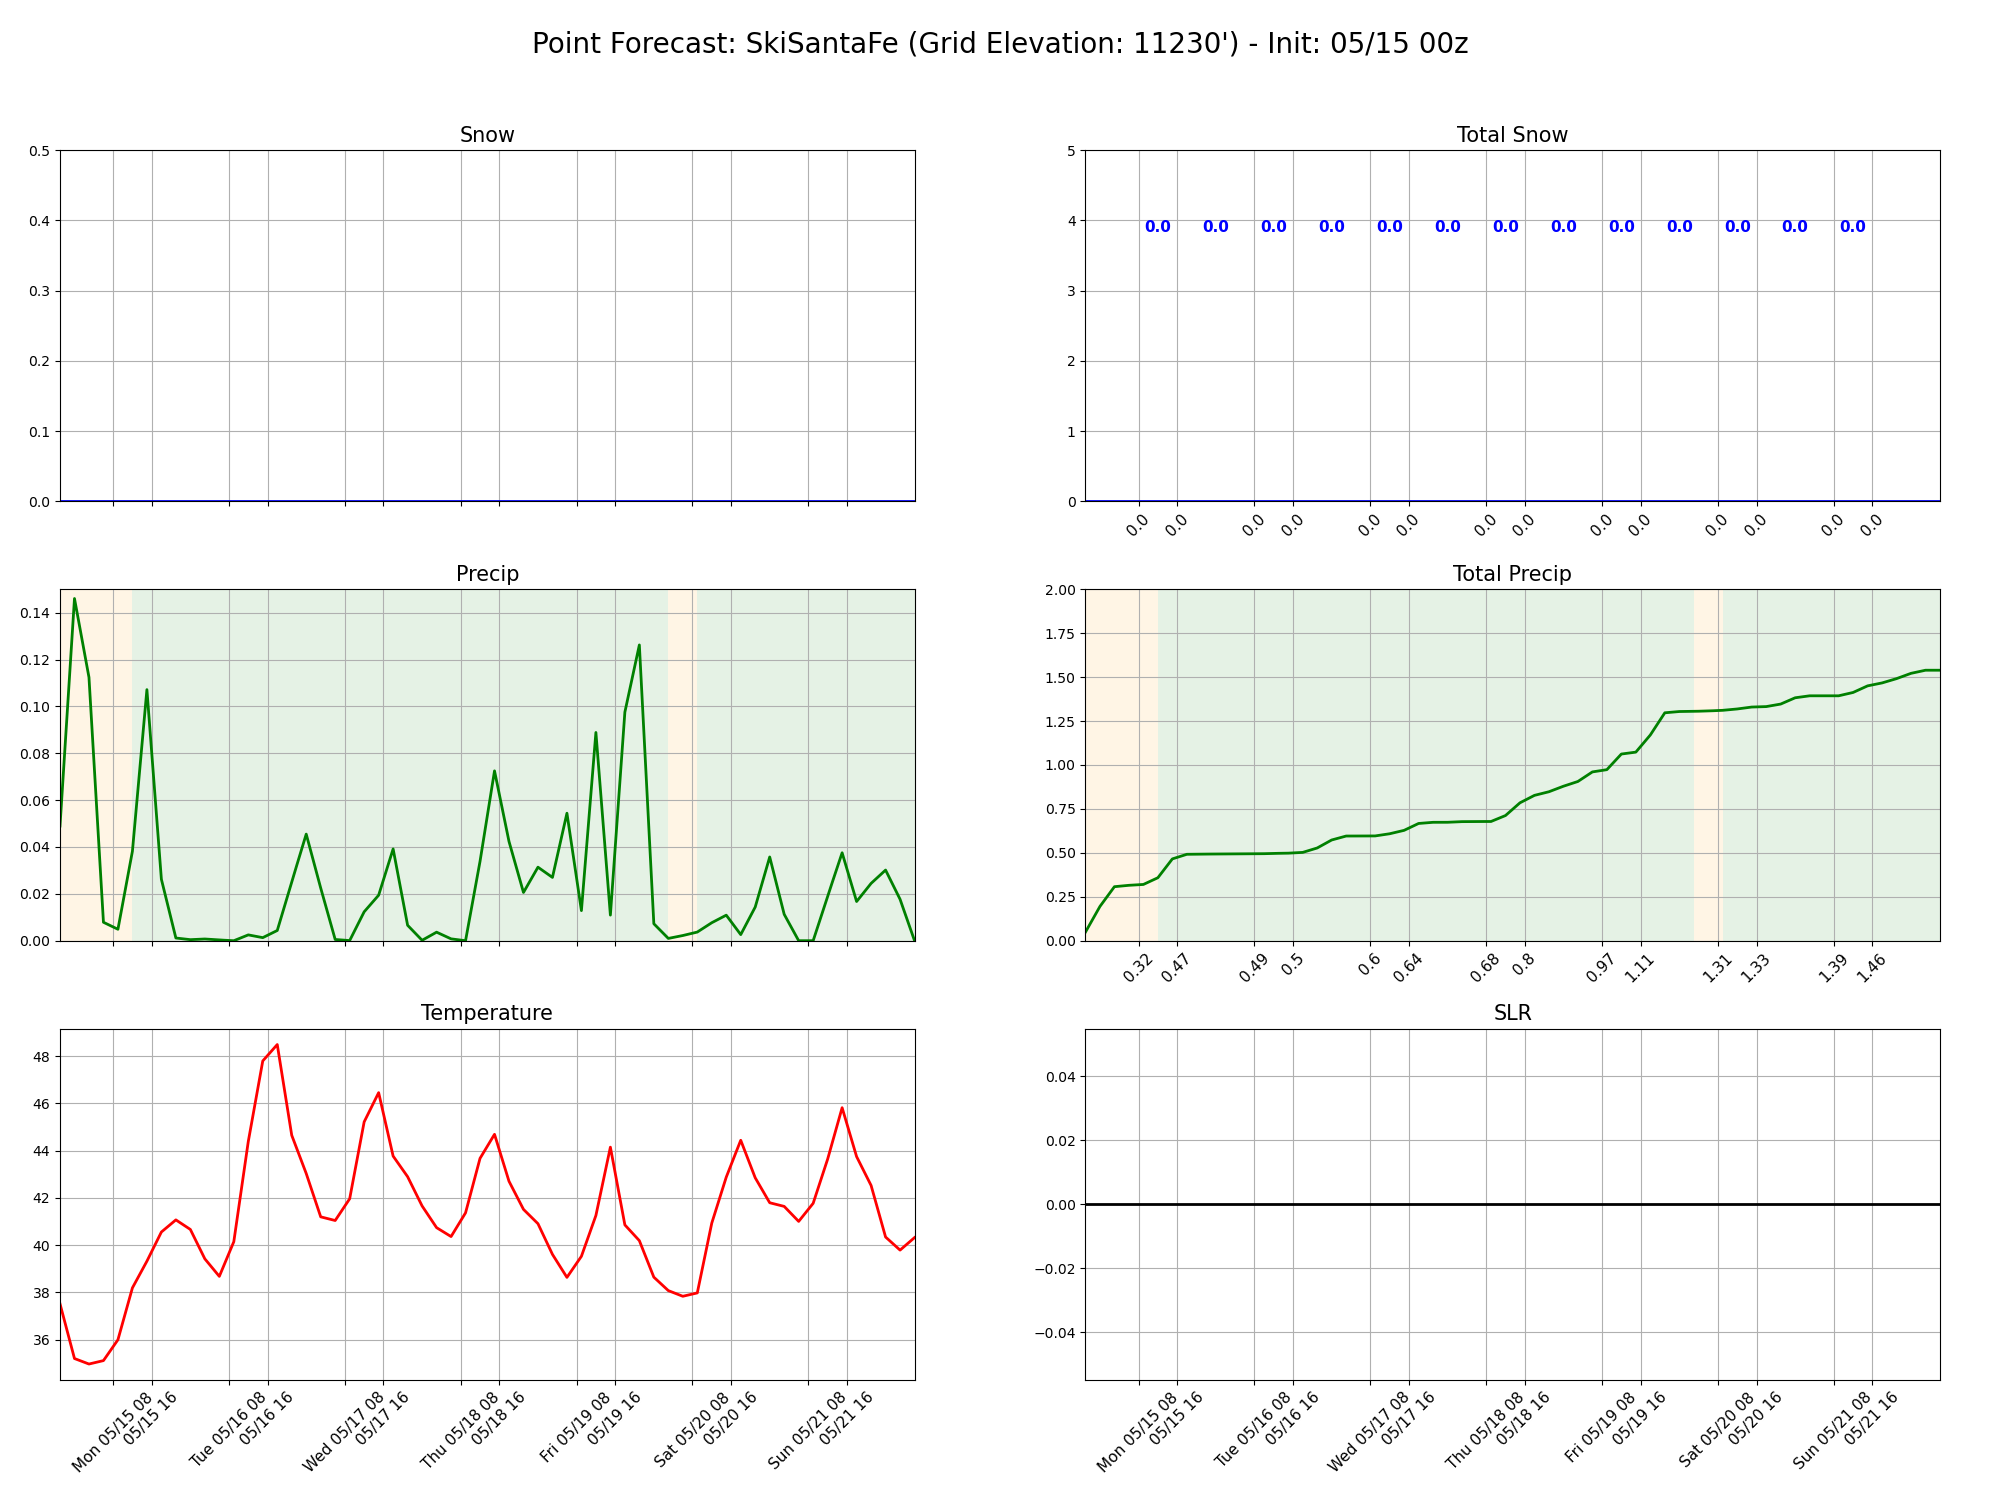 Point Forecast: SkiSantaFe (Grid Elevation: 11230') - Init: 05/15 00z
Snow
0.5
0.4
0.3
0.2
0.1
0.0
Total Snow
5
4
3
2
1
0
0.0 0.0 0.0 0.0 0.0 0.0 0.0 0.0 0.0 0.0 0.0 0.0 0.0
0.0 0.0 0.0 0.0 0.0 0.0 0.0 0.0 0.0 0.0 0.0 0.0 0.0 0.0
Precip
0.14
0.12
0.10
0.08
0.06
0.04
0.02
0.00
Total Precip
2.00
1.75
1.50
1.25
1.00
0.75
0.50
0.25
0.00
0.32 0.47 0.49 0.5 0.6 0.64 0.68 0.8 0.97 1.11 1.31 1.33 1.39 1.46
Temperature
48
46
44
42
40
38
36
Mon 05/15 08
05/15 16
Tue 05/16 08
05/16 16
Wed 05/17 08
05/17 16
Thu 05/18 08
05/18 16
Fri 05/19 08
05/19 16
Sat 05/20 08
05/20 16
Sun 05/21 08
05/21 16
SLR
0.04
0.02
0.00
−0.02
−0.04
Mon 05/15 08
05/15 16
Tue 05/16 08
05/16 16
Wed 05/17 08
05/17 16
Thu 05/18 08
05/18 16
Fri 05/19 08
05/19 16
Sat 05/20 08
05/20 16
Sun 05/21 08
05/21 16